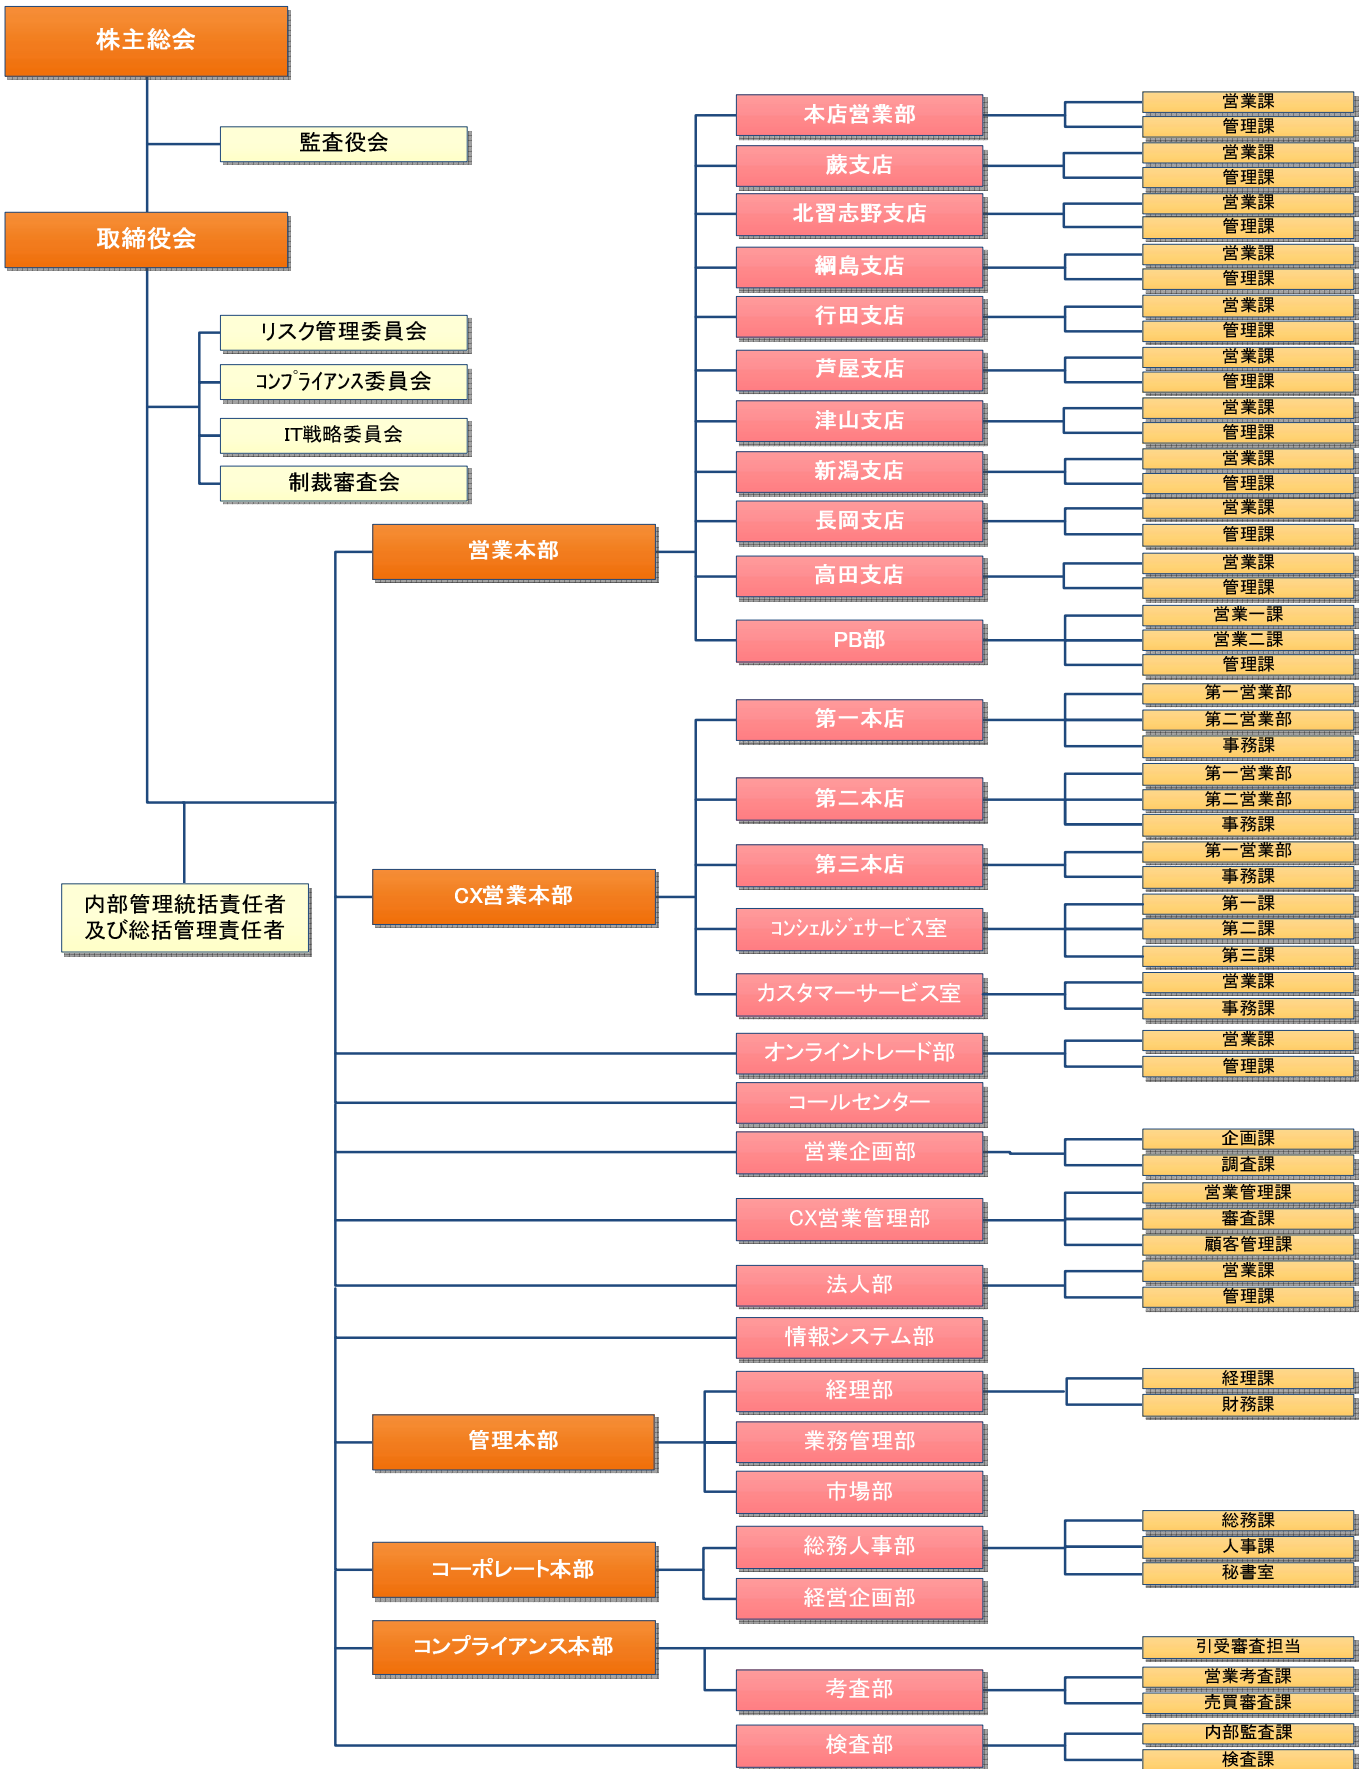 株主総会
監査役会
取締役会
リスク管理委員会
コンプライアンス委員会
IT戦略委員会
制裁審査会
内部管理統括責任者
及び総括管理責任者
営業本部
本店営業部
営業課
管理課
蕨支店
営業課
管理課
北習志野支店
営業課
管理課
綱島支店
営業課
管理課
行田支店
営業課
管理課
芦屋支店
営業課
管理課
津山支店
営業課
管理課
新潟支店
営業課
管理課
長岡支店
営業課
管理課
高田支店
営業課
管理課
PB部
営業一課
営業二課
管理課
CX営業本部
第一本店
第一営業部
第二営業部
事務課
第二本店
第一営業部
第二営業部
事務課
第三本店
第一営業部
事務課
コンシェルジェサービス室
第一課
第二課
第三課
カスタマーサービス室
営業課
事務課
オンライントレード部
営業課
管理課
コールセンター
営業企画部
企画課
調査課
CX営業管理部
営業管理課
審査課
顧客管理課
法人部
営業課
管理課
情報システム部
管理本部
経理部
経理課
財務課
業務管理部
市場部
コーポレート本部
総務人事部
総務課
人事課
秘書室
経営企画部
コンプライアンス本部
引受審査担当
考査部
営業考査課
売買審査課
検査部
内部監査課
検査課